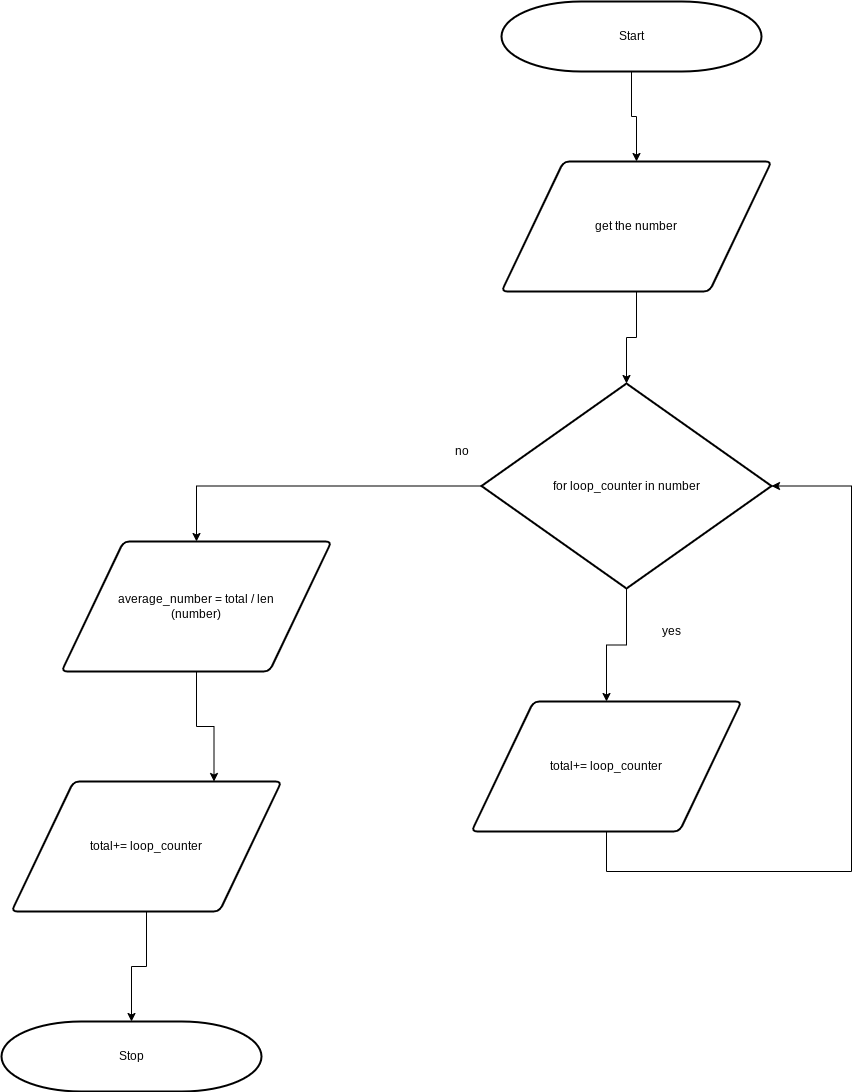 Start
get the number
for loop_counter in number
no
yes
average_number = total / len
(number)
total+= loop_counter
total+= loop_counter
Stop